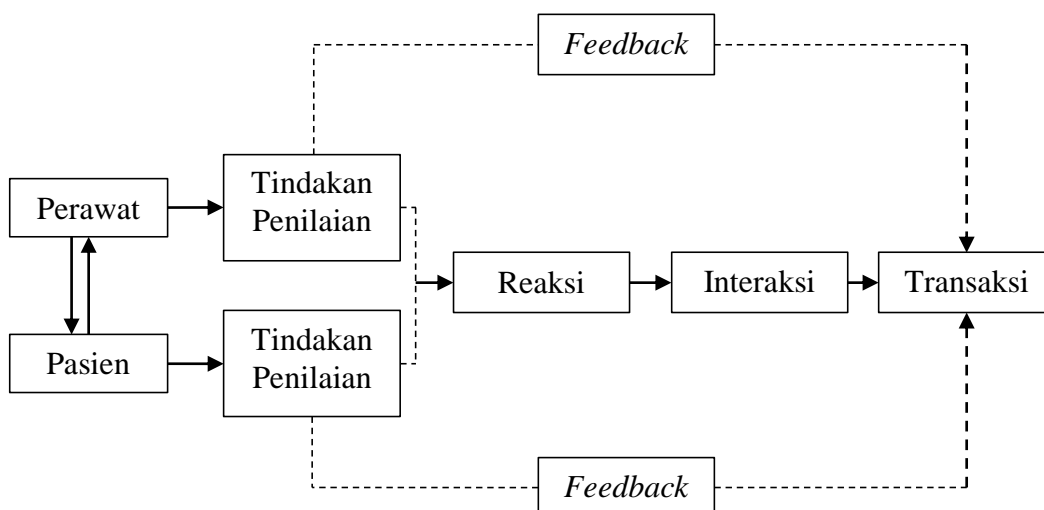 Feedback
Tindakan
Penilaian
Perawat
Reaksi
Interaksi
Transaksi
Tindakan
Penilaian
Pasien
Feedback